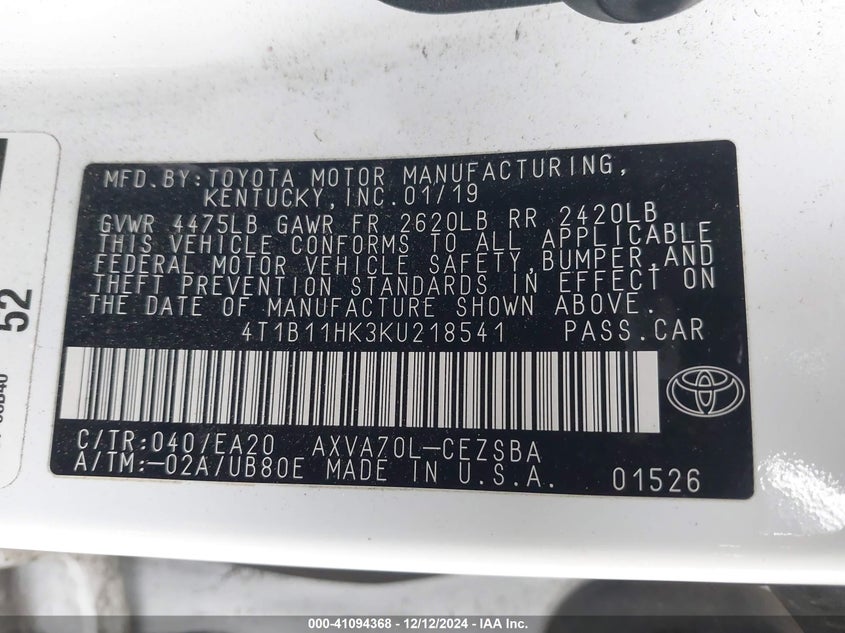 MFD.BY:TOYOTA MOTOR MANUFACTURING,
KENTUCKY,INC.01/19
GVWR 4475LB GAWR FR 2620LB RR 2420LB
THIS VEHICLE CONFORMS TO ALL APPLICABLE
FEDERAL MOTOR VEHICLE SAFETY,BUMPER,AND
THEFT PREVENTION STANDARDS IN EFFECT ON
THE DATE OF MANUFACTURE SHOWN ABOVE.
4T1B11HK3KU218541 PASS.CAR
C/TR:040/EA20 AXVA70L-CEZSBA
A/TM:-02A/UB80E MADE IN U.S.A. 01526
52
000-41094368 - 12/12/2024 - IAA Inc.